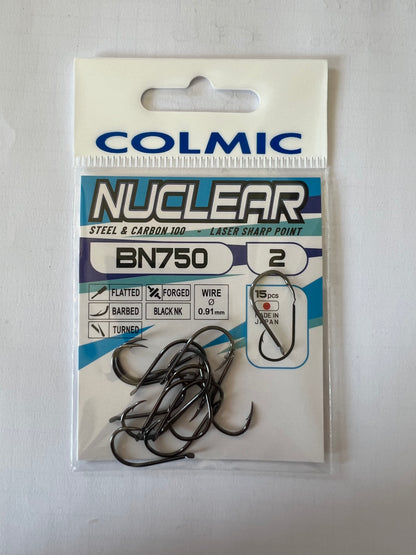 COLMIC
NUCLEAR
STEEL & CARBON 100 - LASER SHARP POINT
BN750 2
FLATTED FORGED WIRE 15pcs
BARBED BLACK NK Ø
0.91mm MADE IN
JAPAN
TURNED